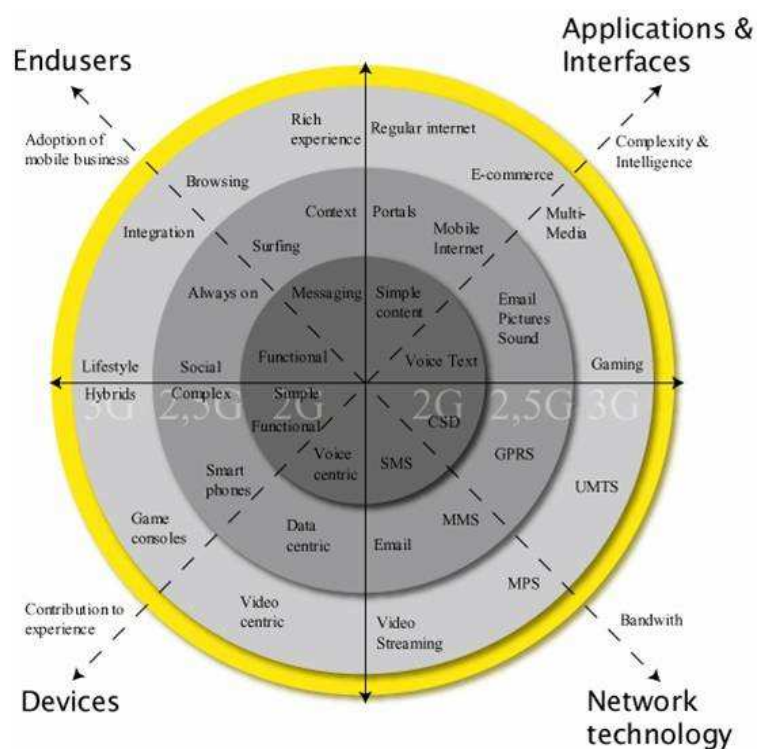 Endusers
Applications &
Interfaces
Adoption of
mobile business
Complexity &
Intelligence
Rich
experience
Regular internet
Browsing
E-commerce
Integration
Context
Portals
Multi-
Media
Surfing
Mobile
Internet
Always on
Messaging
Simple
content
Email
Pictures
Sound
Functional
Voice Text
Lifestyle
Social
Gaming
Hybrids
Complex
Simple
3G
2,5G
2G
2G
2,5G
3G
Functional
CSD
Voice
centric
SMS
GPRS
Smart
phones
UMTS
Game
consoles
Data
centric
Email
MMS
MPS
Video
centric
Video
Streaming
Contribution to
experience
Bandwith
Devices
Network
technology